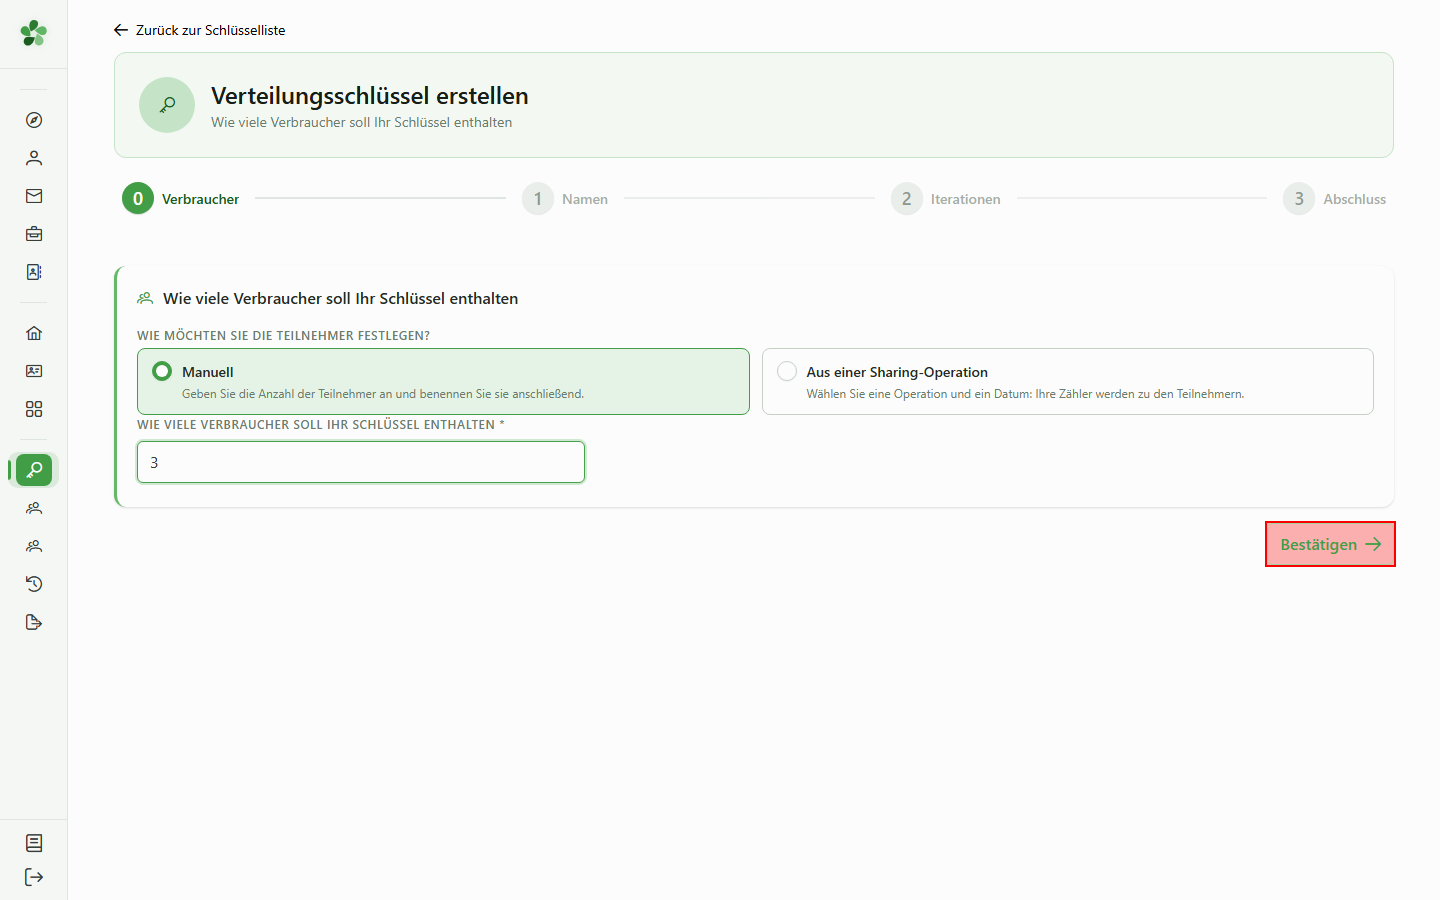 Zurück zur Schlüsselliste
Verteilungsschlüssel erstellen
Wie viele Verbraucher soll Ihr Schlüssel enthalten
0 Verbraucher
1 Namen
2 Iterationen
3 Abschluss
Wie viele Verbraucher soll Ihr Schlüssel enthalten
WIE MÖCHTEN SIE DIE TEILNEHMER FESTLEGEN?
Manuell
Geben Sie die Anzahl der Teilnehmer an und benennen Sie sie anschließend.
Aus einer Sharing-Operation
Wählen Sie eine Operation und ein Datum: Ihre Zähler werden zu den Teilnehmern.
WIE VIELE VERBRAUCHER SOLL IHR SCHLÜSSEL ENTHALTEN *
3
Bestätigen